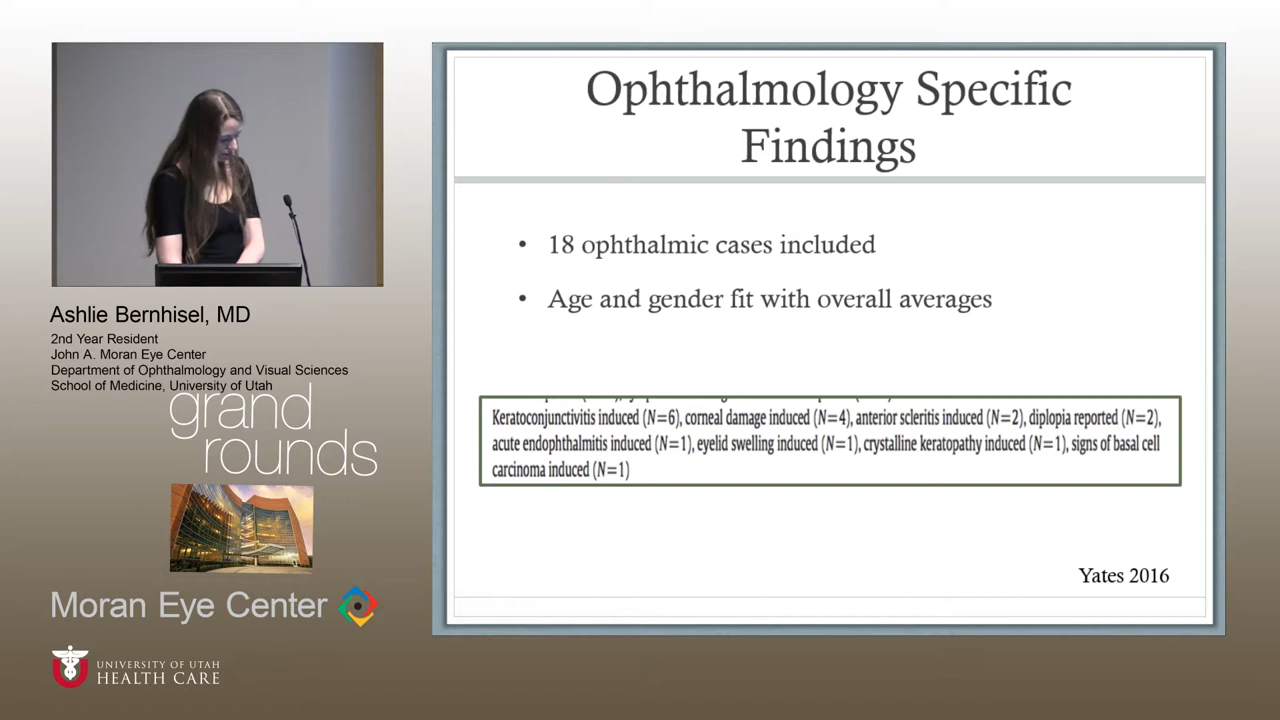 Ophthalmology Specific
Findings
• 18 ophthalmic cases included
• Age and gender fit with overall averages
Keratoconjunctivitis induced (N=6), corneal damage induced (N=4), anterior scleritis induced (N=2), diplopia reported (N=2),
acute endophthalmitis induced (N=1), eyelid swelling induced (N=1), crystalline keratopathy induced (N=1), signs of basal cell
carcinoma induced (N=1)
Yates 2016
Ashlie Bernhisel, MD
2nd Year Resident
John A. Moran Eye Center
Department of Ophthalmology and Visual Sciences
School of Medicine, University of Utah
grand
rounds
Moran Eye Center
UNIVERSITY OF UTAH
HEALTH CARE